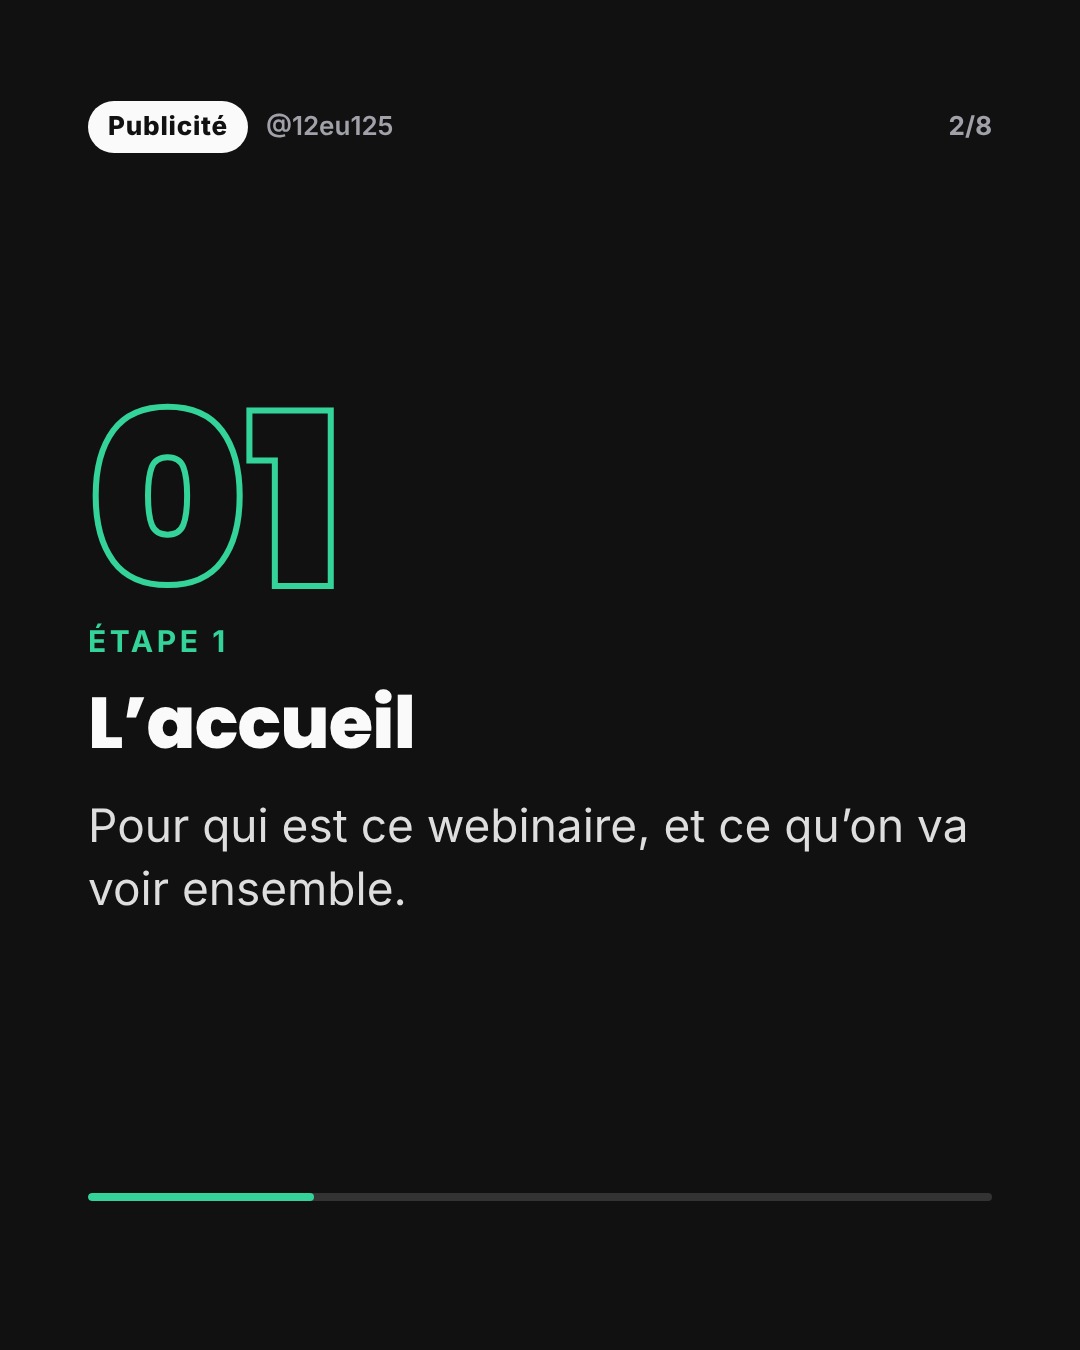 Publicité @12eu125 2/8
01
ÉTAPE 1
L’accueil
Pour qui est ce webinaire, et ce qu’on va
voir ensemble.